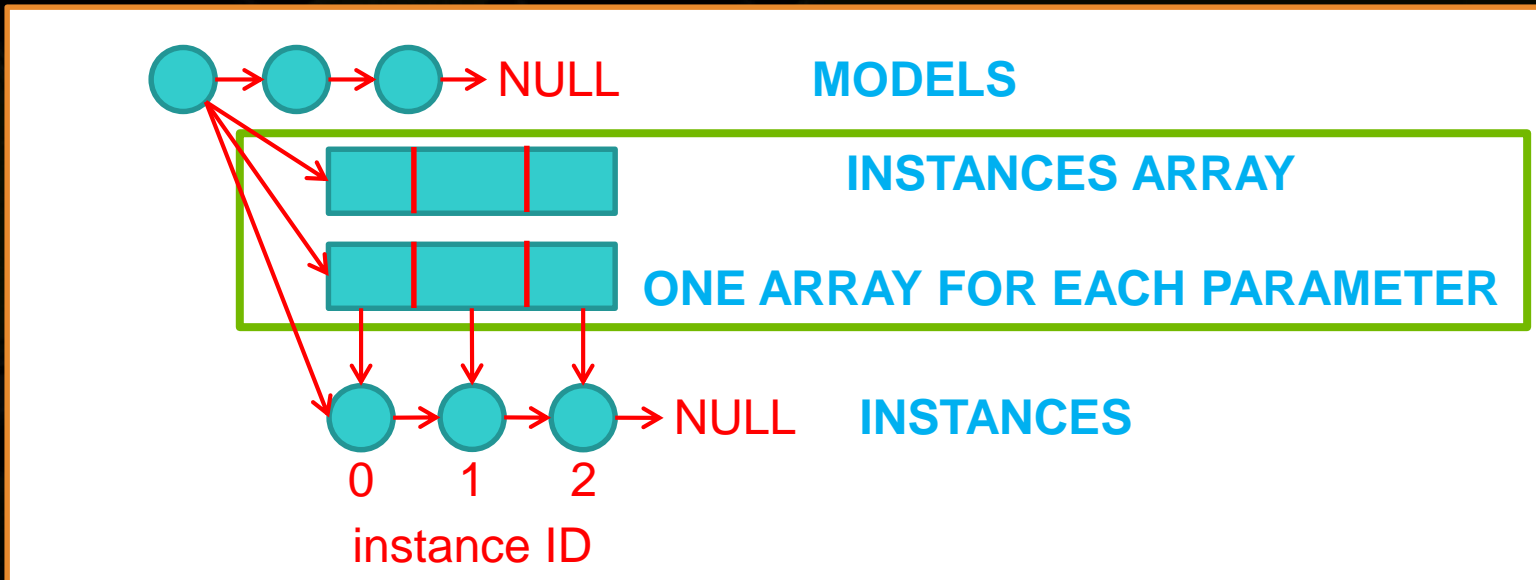 NULL MODELS
INSTANCES ARRAY
ONE ARRAY FOR EACH PARAMETER
NULL INSTANCES
0 1 2
instance ID